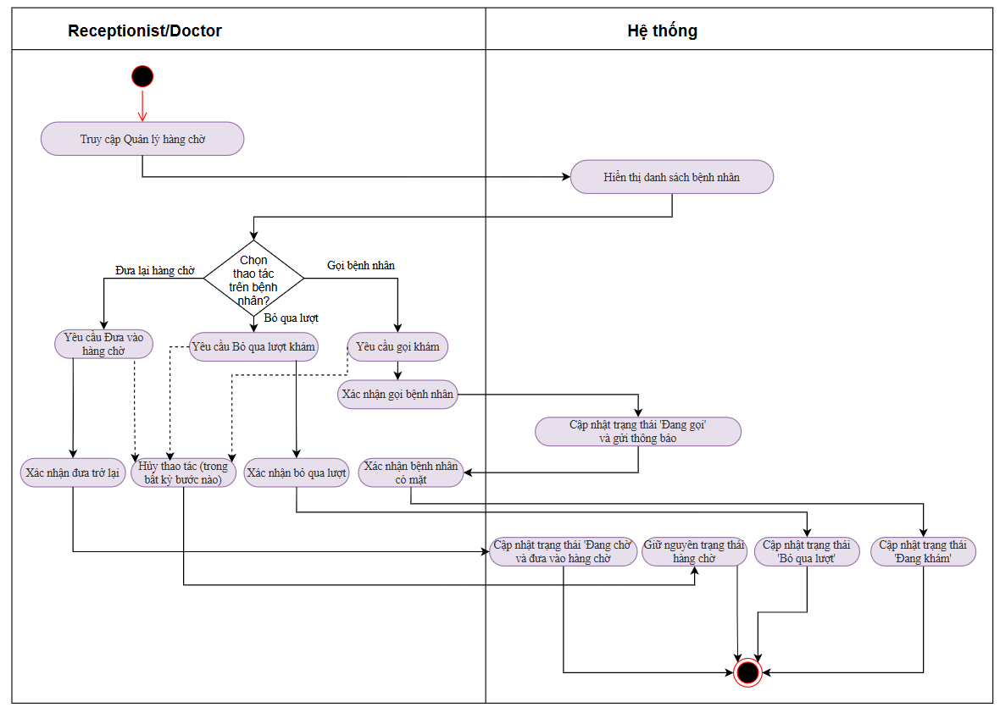 Receptionist/Doctor
Hệ thống
Truy cập Quản lý hàng chờ
Hiển thị danh sách bệnh nhân
Chọn
thao tác
trên bệnh
nhân?
Đưa lại hàng chờ
Gọi bệnh nhân
Bỏ qua lượt
Yêu cầu Đưa vào
hàng chờ
Yêu cầu Bỏ qua lượt khám
Yêu cầu gọi khám
Xác nhận gọi bệnh nhân
Cập nhật trạng thái 'Đang gọi'
và gửi thông báo
Xác nhận đưa trở lại
Hủy thao tác (trong
bất kỳ bước nào)
Xác nhận bỏ qua lượt
Xác nhận bệnh nhân
có mặt
Cập nhật trạng thái 'Đang chờ'
và đưa vào hàng chờ
Giữ nguyên trạng thái
hàng chờ
Cập nhật trạng thái
'Bỏ qua lượt'
Cập nhật trạng thái
'Đang khám'